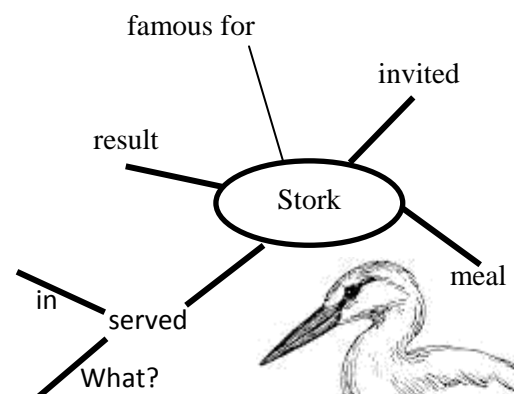 famous for
invited
result
Stork
meal
in
served
What?